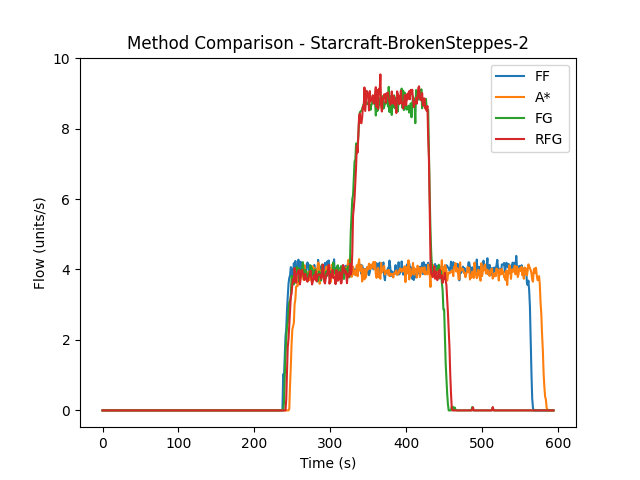 Method Comparison - Starcraft-BrokenSteppes-2
FF
A*
FG
RFG
Flow (units/s)
10
8
6
4
2
0
0 100 200 300 400 500 600
Time (s)